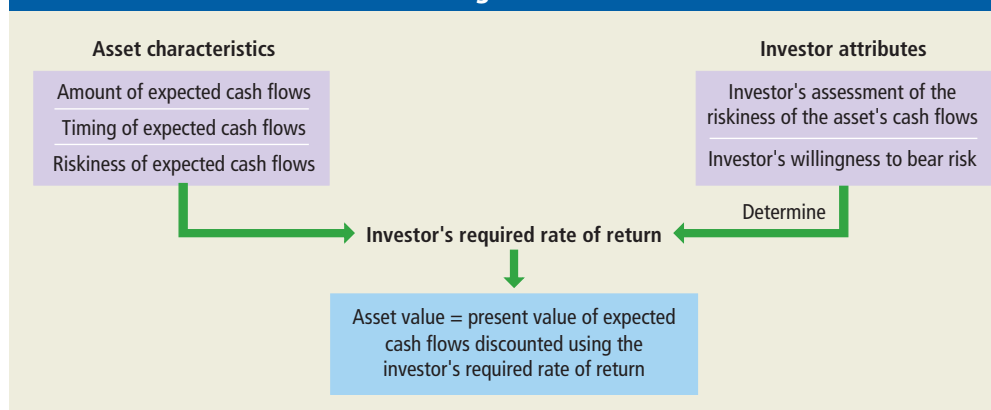 Asset characteristics
Amount of expected cash flows
Timing of expected cash flows
Riskiness of expected cash flows
Investor attributes
Investor's assessment of the
riskiness of the asset's cash flows
Investor's willingness to bear risk
Determine
Investor's required rate of return
Asset value = present value of expected
cash flows discounted using the
investor's required rate of return